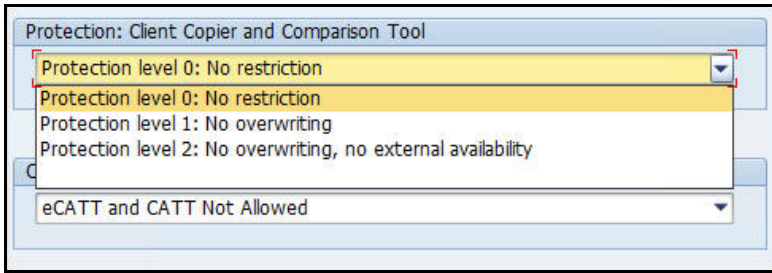 Protection: Client Copier and Comparison Tool
Protection level 0: No restriction
Protection level 0: No restriction
Protection level 1: No overwriting
Protection level 2: No overwriting, no external availability
eCATT and CATT Not Allowed